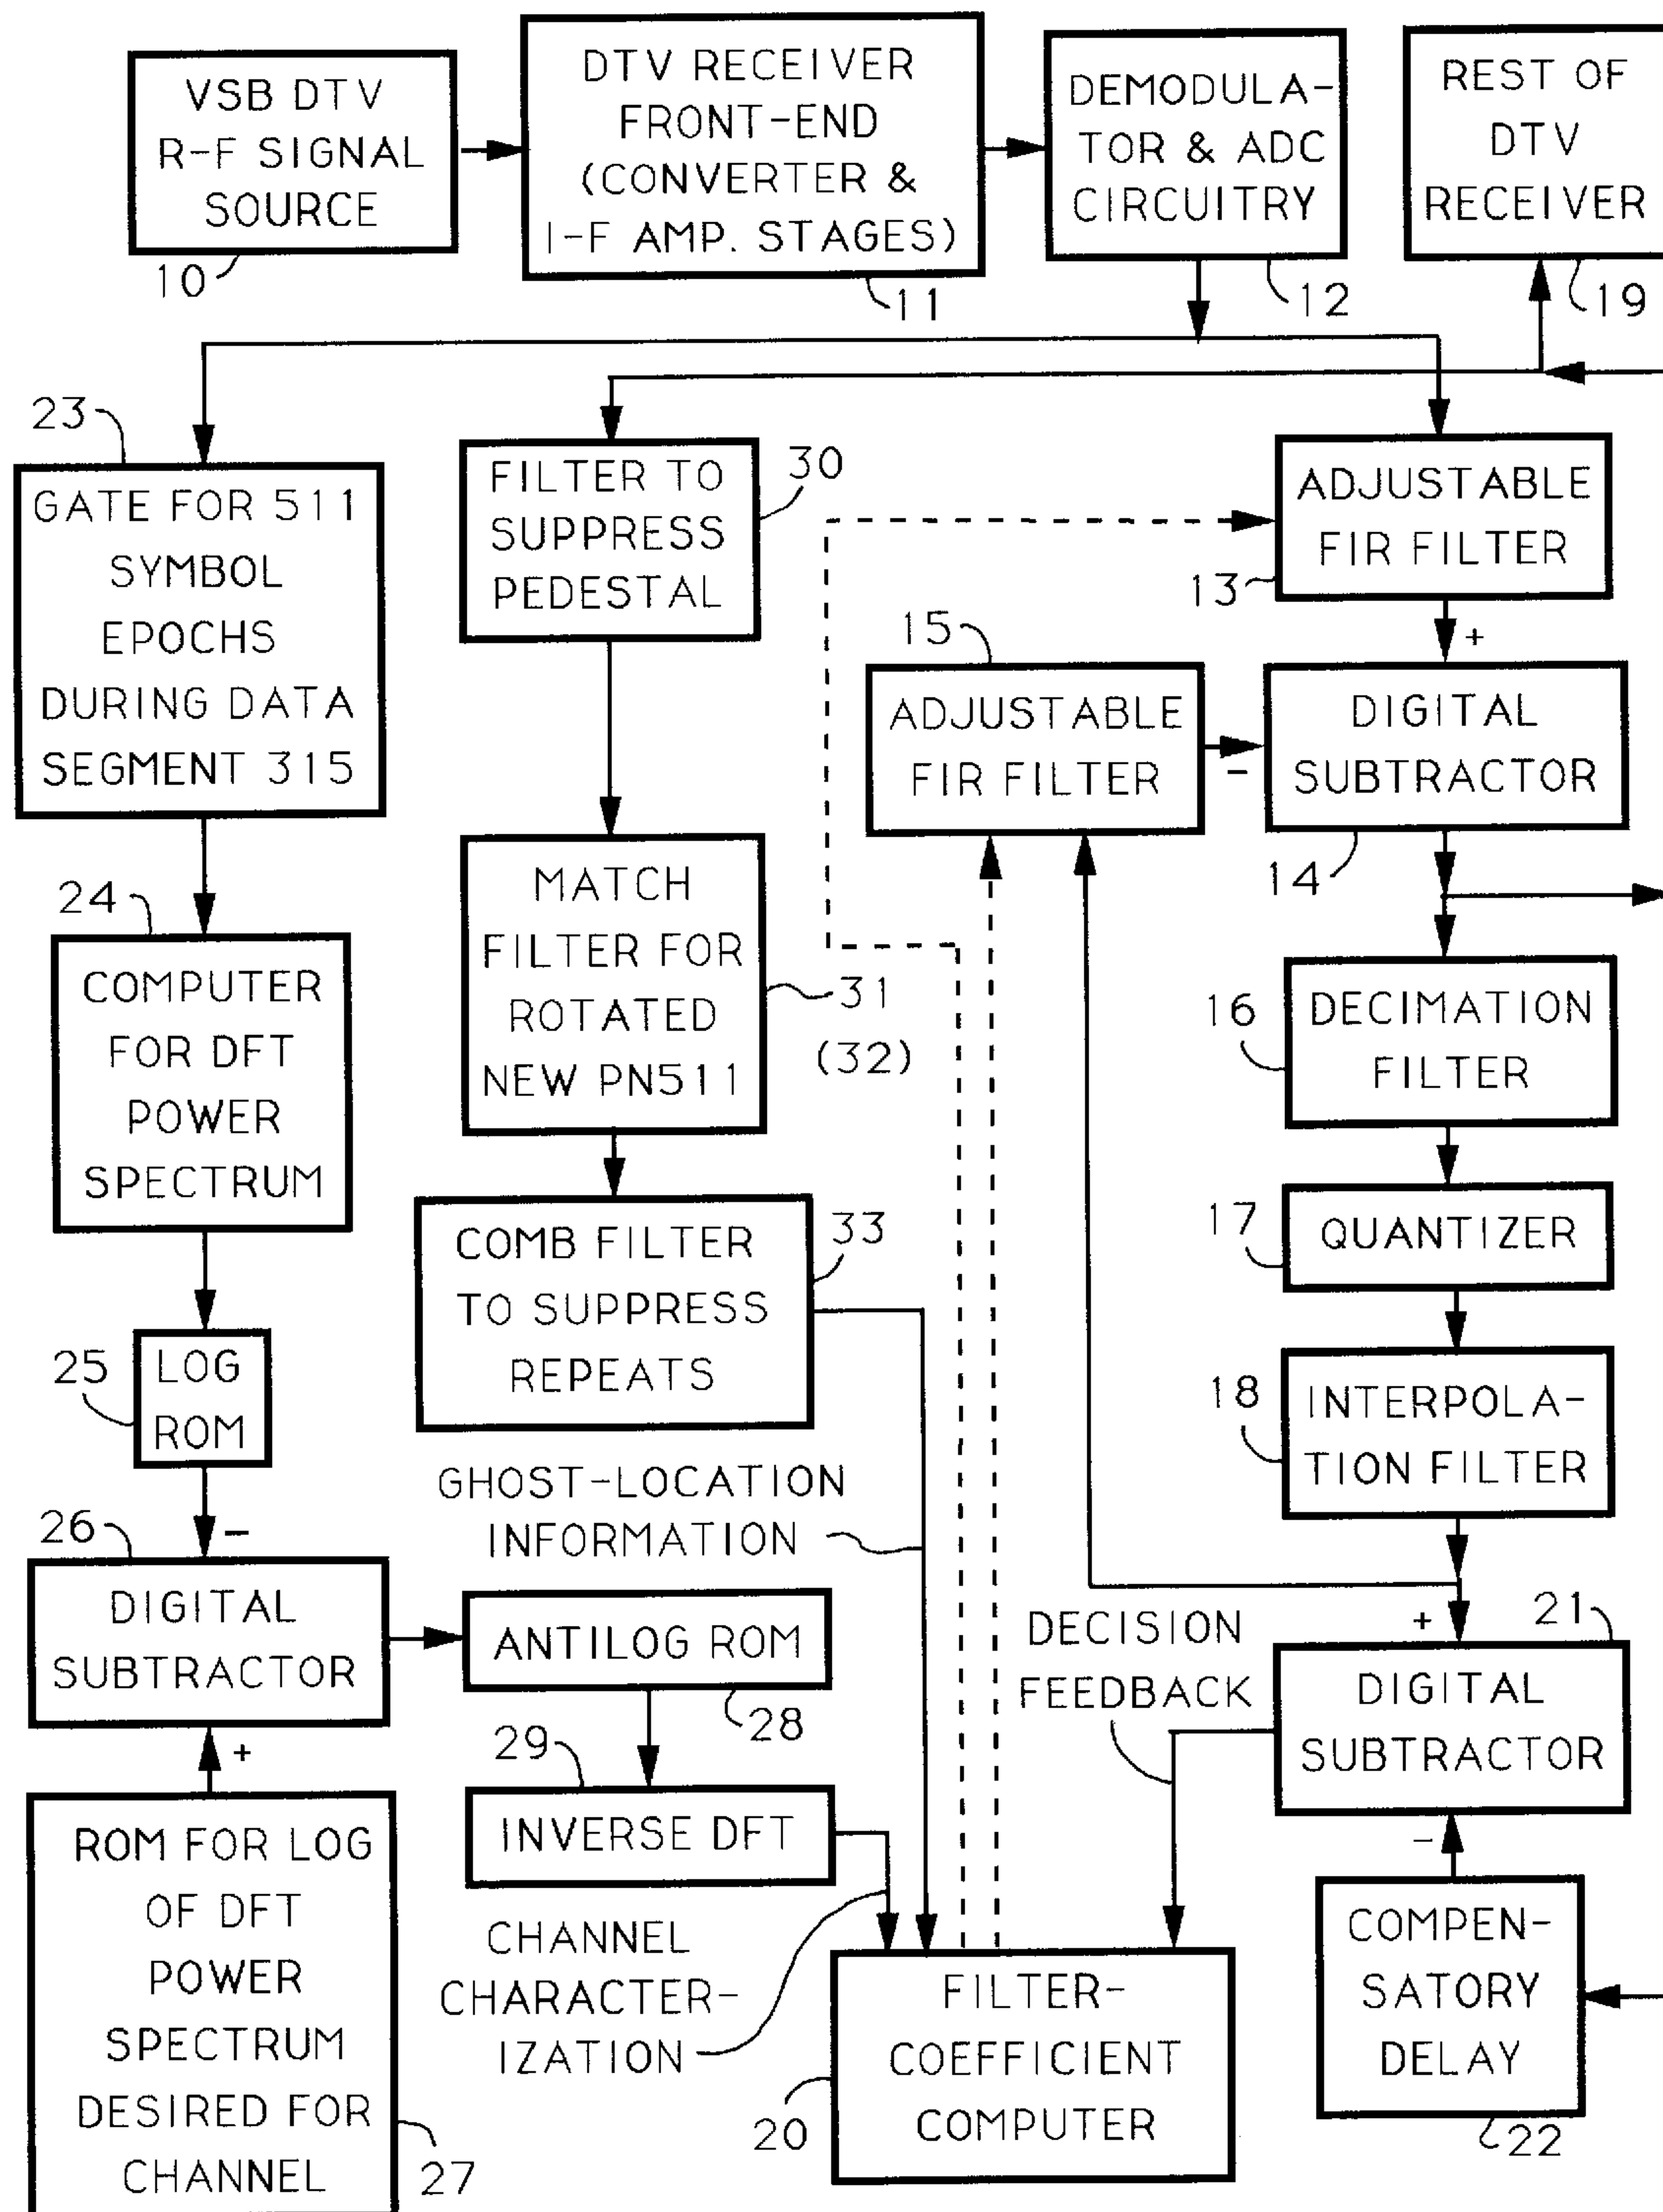 VSB DTV
R-F SIGNAL
SOURCE
10
DTV RECEIVER
FRONT-END
(CONVERTER &
I-F AMP. STAGES)
11
DEMODULA-
TOR & ADC
CIRCUITRY
12
REST OF
DTV
RECEIVER
19
23
GATE FOR 511
SYMBOL
EPOCHS
DURING DATA
SEGMENT 315
FILTER TO
SUPPRESS
PEDESTAL
30
ADJUSTABLE
FIR FILTER
13
+
15
ADJUSTABLE
FIR FILTER
-
DIGITAL
SUBTRACTOR
14
24
COMPUTER
FOR DFT
POWER
SPECTRUM
MATCH
FILTER FOR
ROTATED
NEW PN511
31
(32)
16
DECIMATION
FILTER
COMB FILTER
TO SUPPRESS
REPEATS
33
17
QUANTIZER
25
LOG
ROM
18
INTERPOLA-
TION FILTER
GHOST-LOCATION
INFORMATION
26
-
DIGITAL
SUBTRACTOR
+
ANTILOG ROM
28
DECISION
FEEDBACK
+
21
DIGITAL
SUBTRACTOR
-
29
INVERSE DFT
ROM FOR LOG
OF DFT
POWER
SPECTRUM
DESIRED FOR
CHANNEL
27
CHANNEL
CHARACTER-
IZATION
FILTER-
COEFFICIENT
COMPUTER
20
COMPEN-
SATORY
DELAY
22